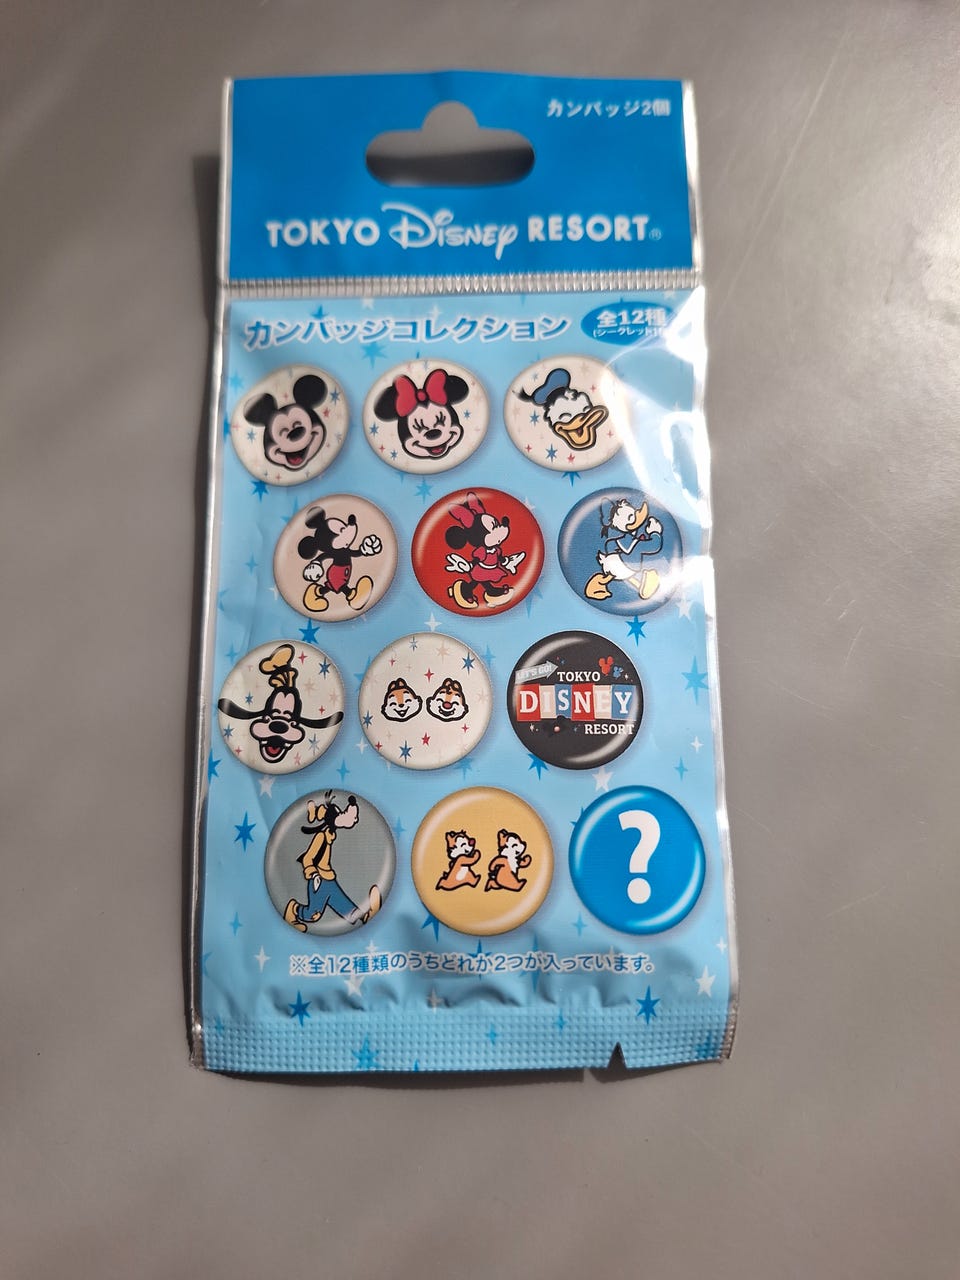 カンバッジ2個
TOKYO Disney RESORT®
カンバッジコレクション
全12種
LET'S GO!
TOKYO
DISNEY
RESORT
?
※全12種類のうちどれか2つが入っています。